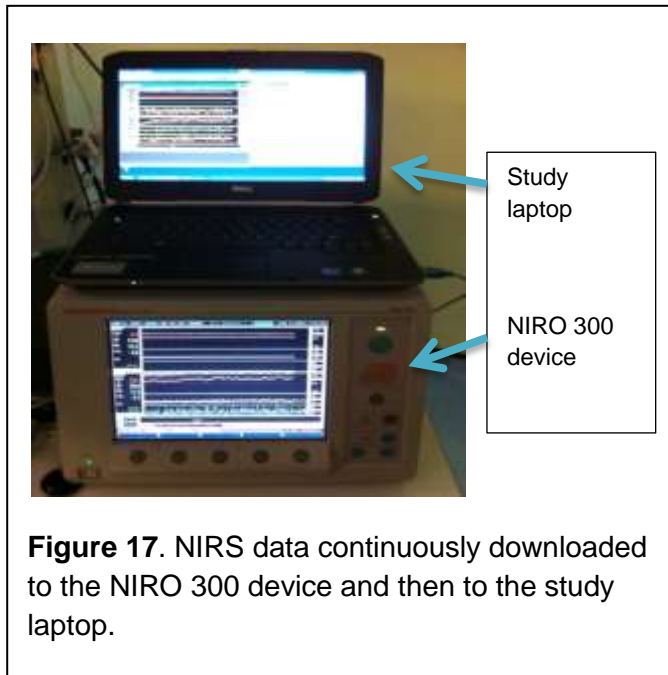 Study
laptop
NIRO 300
device
Figure 17. NIRS data continuously downloaded
to the NIRO 300 device and then to the study
laptop.